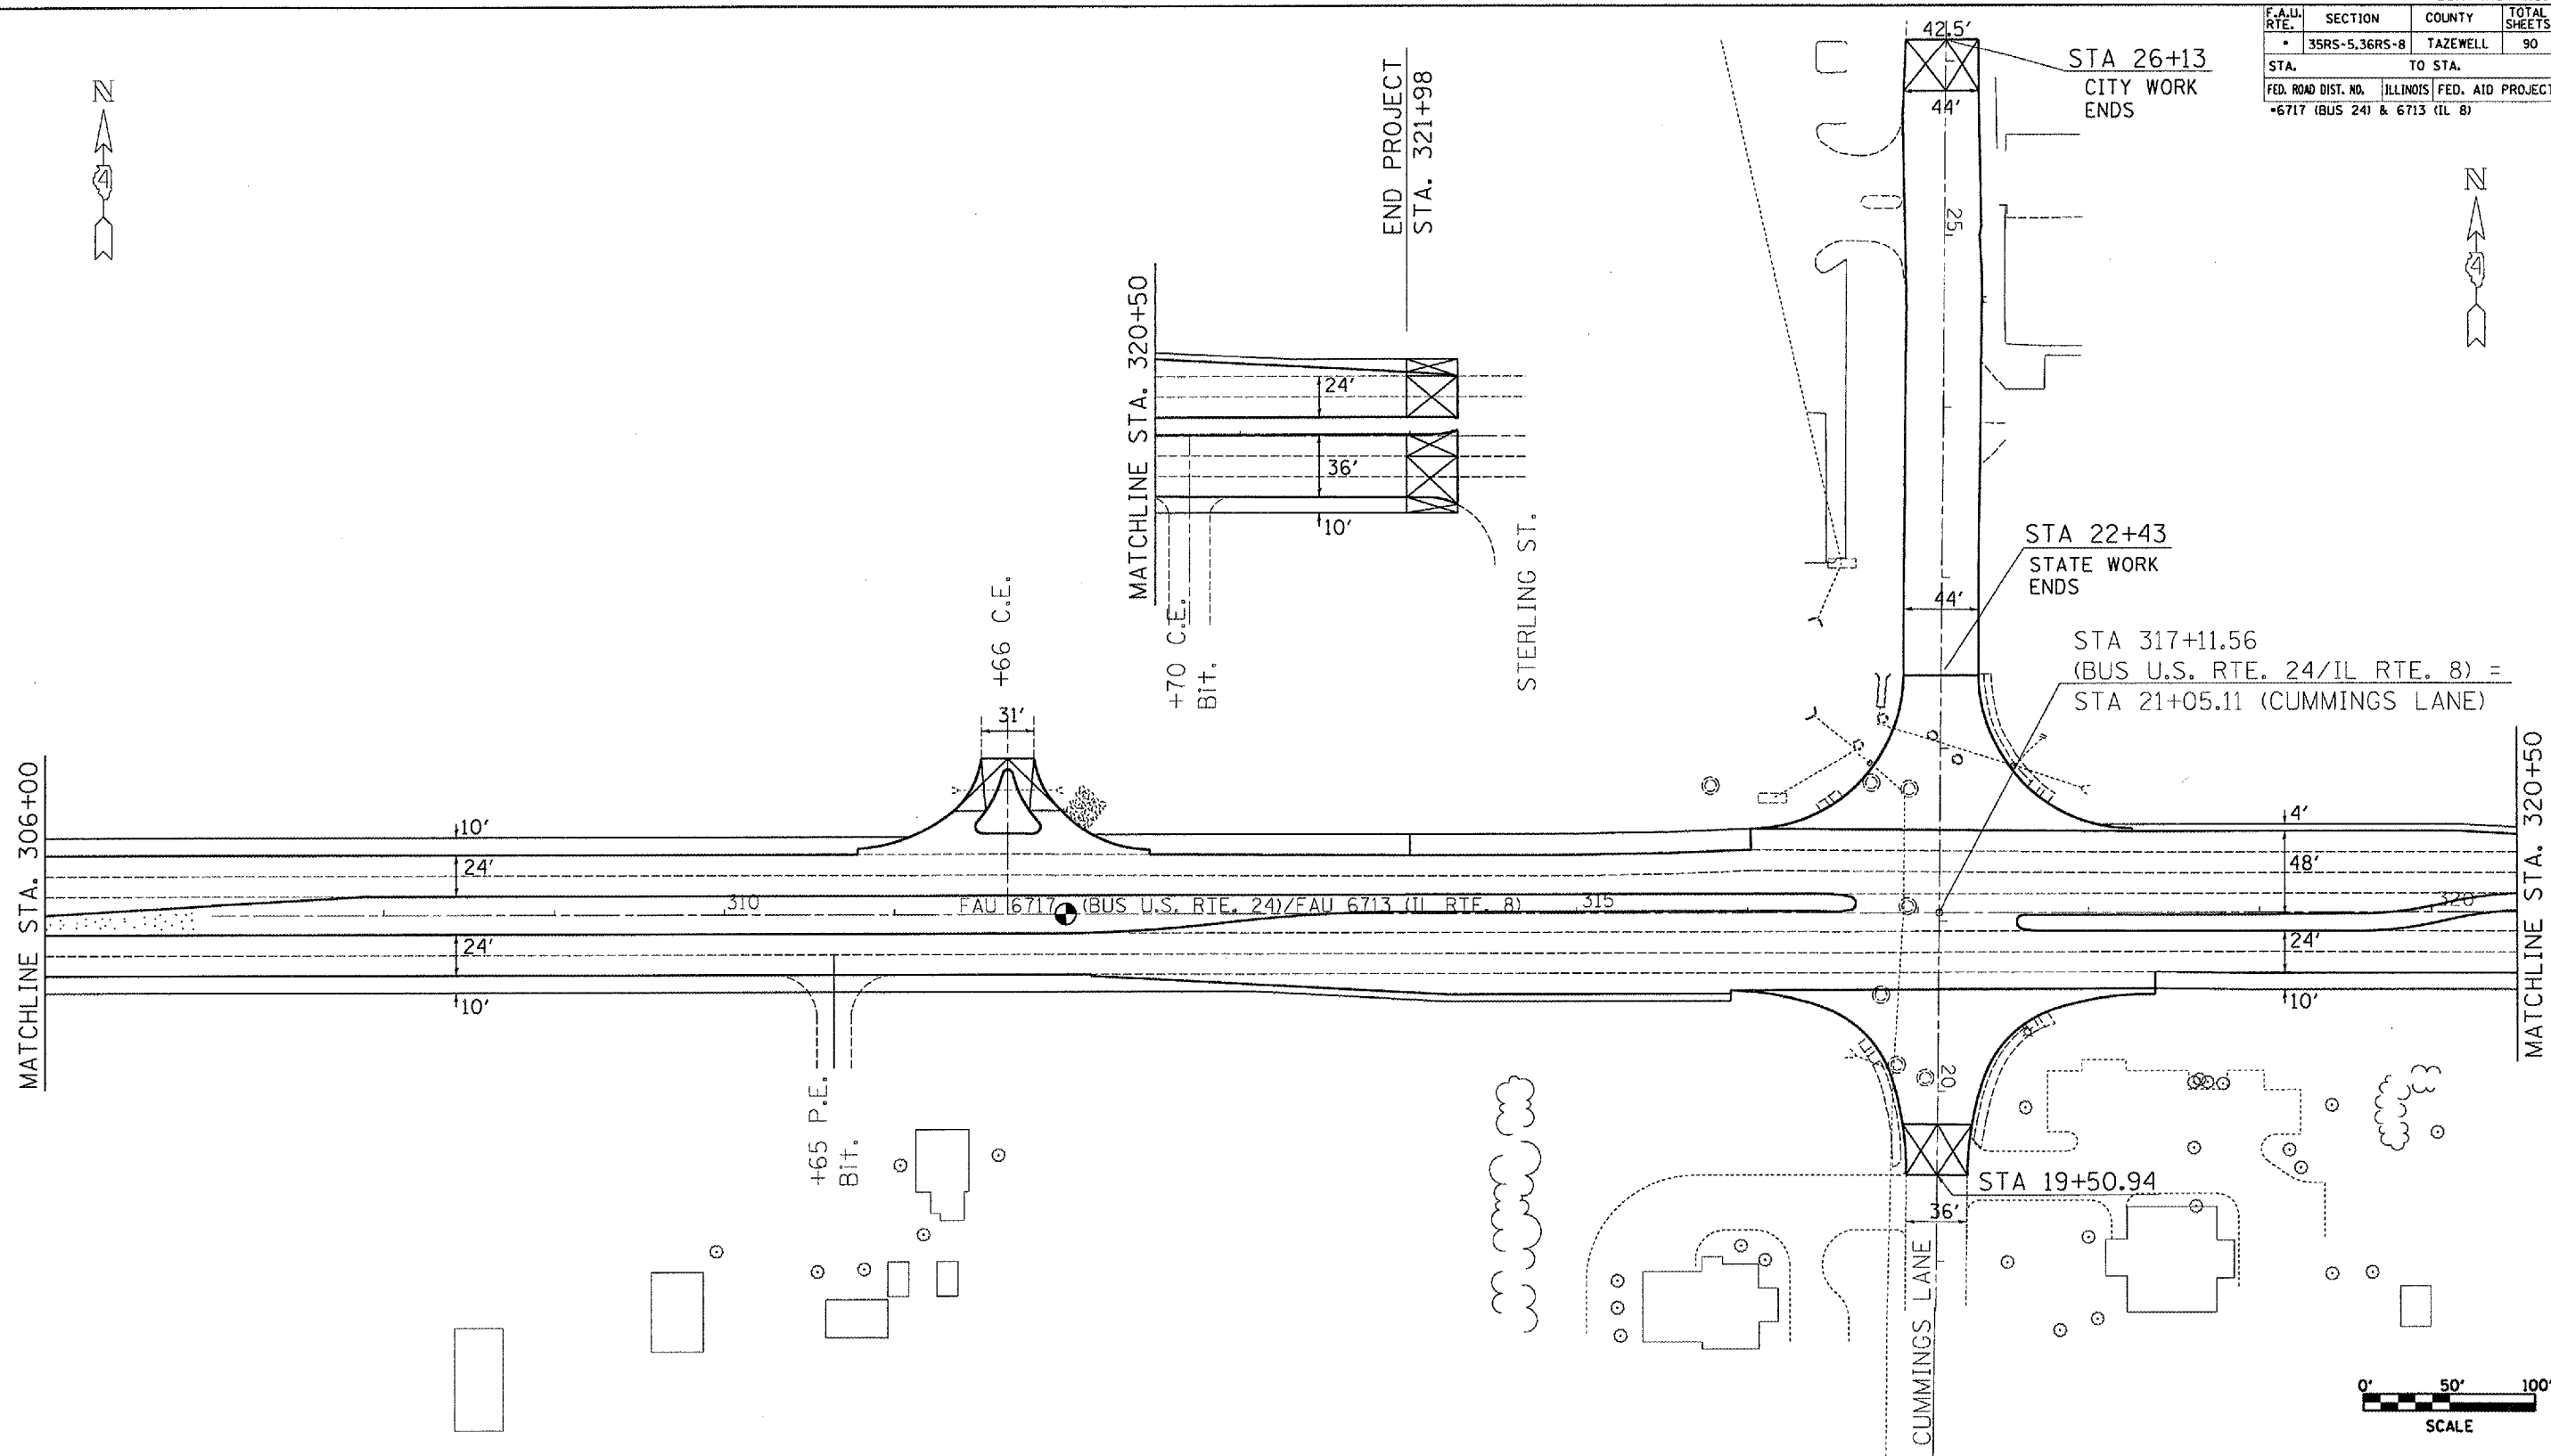 F.A.U. RTE. SECTION COUNTY TOTAL SHEETS
• 35RS-5,36RS-8 TAZEWELL 90
STA. TO STA.
FED. ROAD DIST. NO. ILLINOIS FED. AID PROJECT
•6717 (BUS 24) & 6713 (IL 8)
N
4
N
4
42.5'
STA 26+13
CITY WORK
ENDS
44'
25
END PROJECT
STA. 321+98
MATCHLINE STA. 320+50
24'
36'
10'
+70 C.E.
Bit.
STERLING ST.
STA 22+43
STATE WORK
ENDS
44'
STA 317+11.56
(BUS U.S. RTE. 24/IL RTE. 8) =
STA 21+05.11 (CUMMINGS LANE)
+66 C.E.
31'
MATCHLINE STA. 306+00
10'
24'
24'
10'
310
FAU 6717 (BUS U.S. RTE. 24)/FAU 6713 (IL RTE. 8)
315
4'
48'
320
24'
10'
MATCHLINE STA. 320+50
+65 P.E.
Bit.
20
STA 19+50.94
36'
CUMMINGS LANE
0' 50' 100'
SCALE